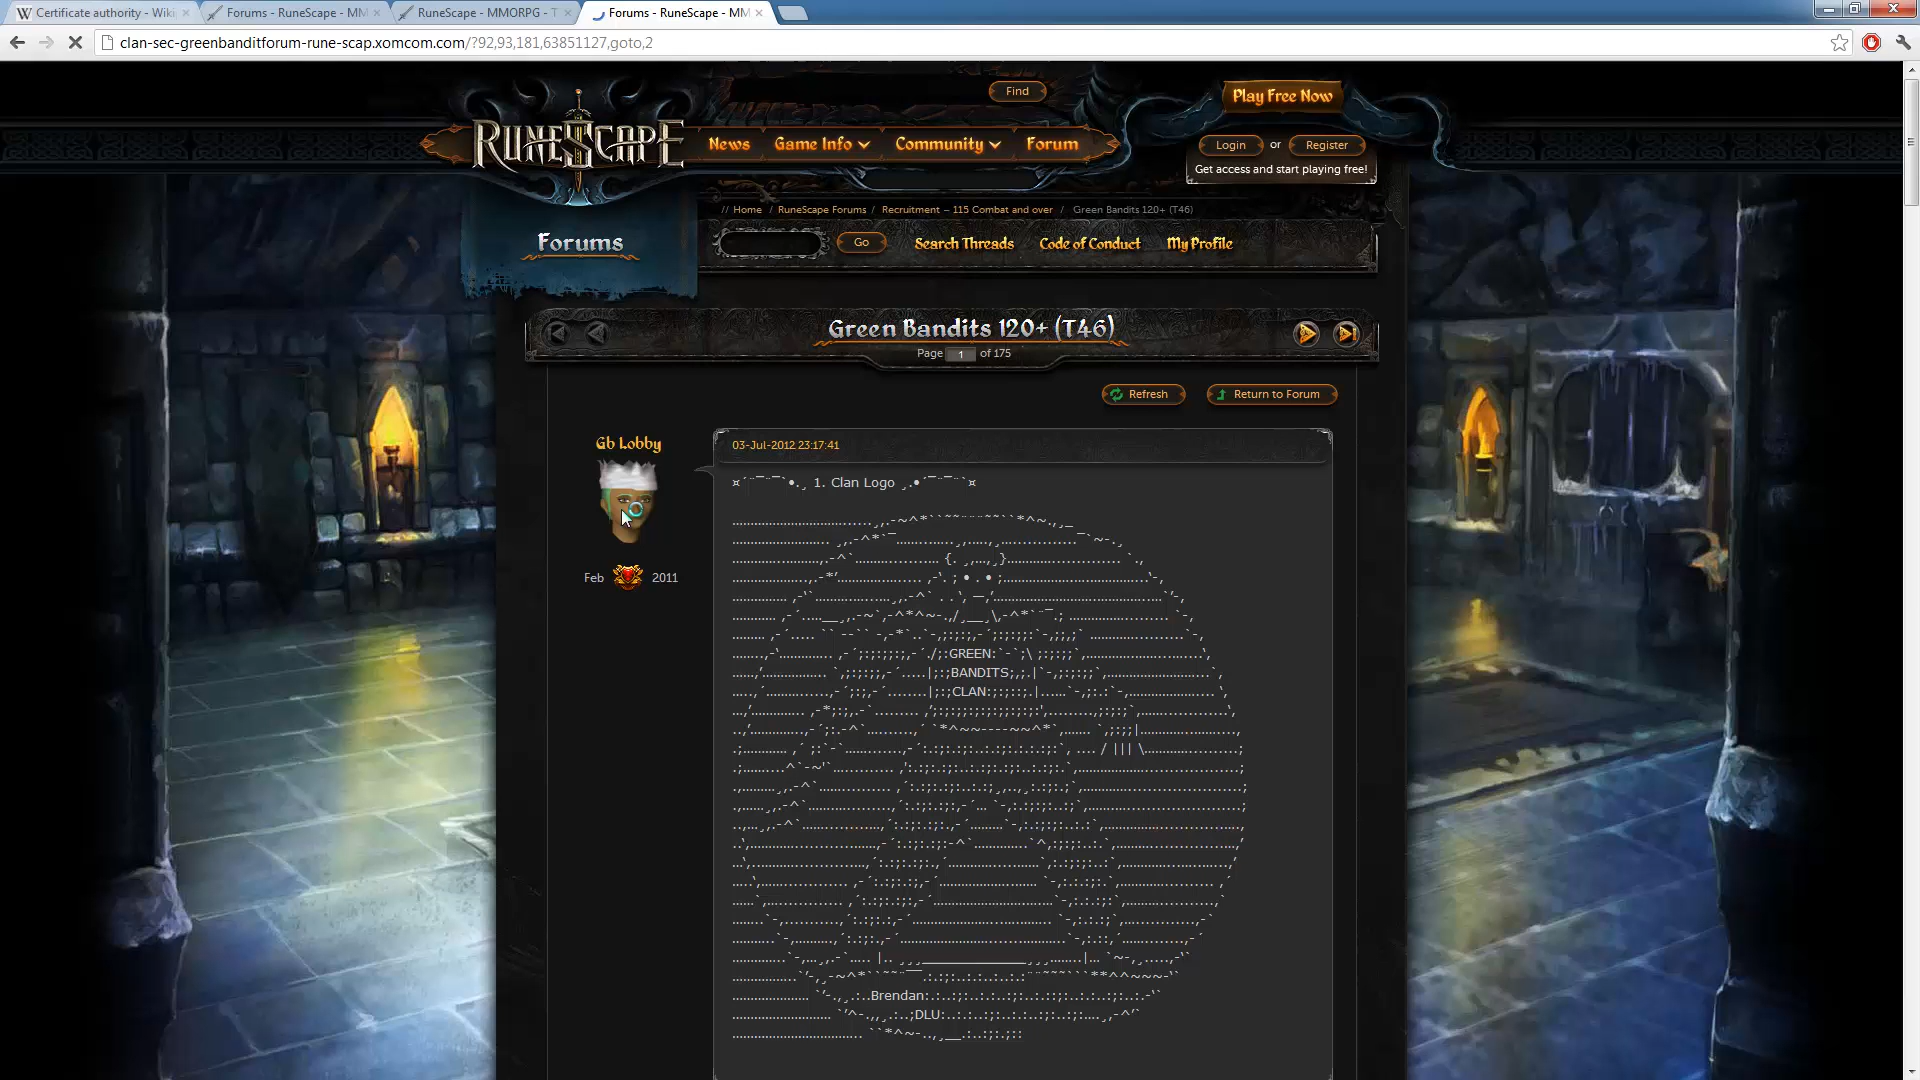 Certificate authority - Wiki
Forums - RuneScape - MM
RuneScape - MMORPG - T
Forums - RuneScape - MM
clan-sec-greenbanditforum-rune-scap.xomcom.com/?92,93,181,63851127,goto,2
Find
Play Free Now
RUNESCAPE
News Game Info Community Forum
Login or Register
Get access and start playing free!
// Home / RuneScape Forums / Recruitment – 115 Combat and over / Green Bandits 120+ (T46)
Forums
Go Search Threads Code of Conduct My Profile
Green Bandits 120+ (T46)
Page 1 of 175
Refresh Return to Forum
Gb Lobby
03-Jul-2012 23:17:41
1. Clan Logo
Feb 2011
GREEN
BANDITS
CLAN
Brendan
DLU